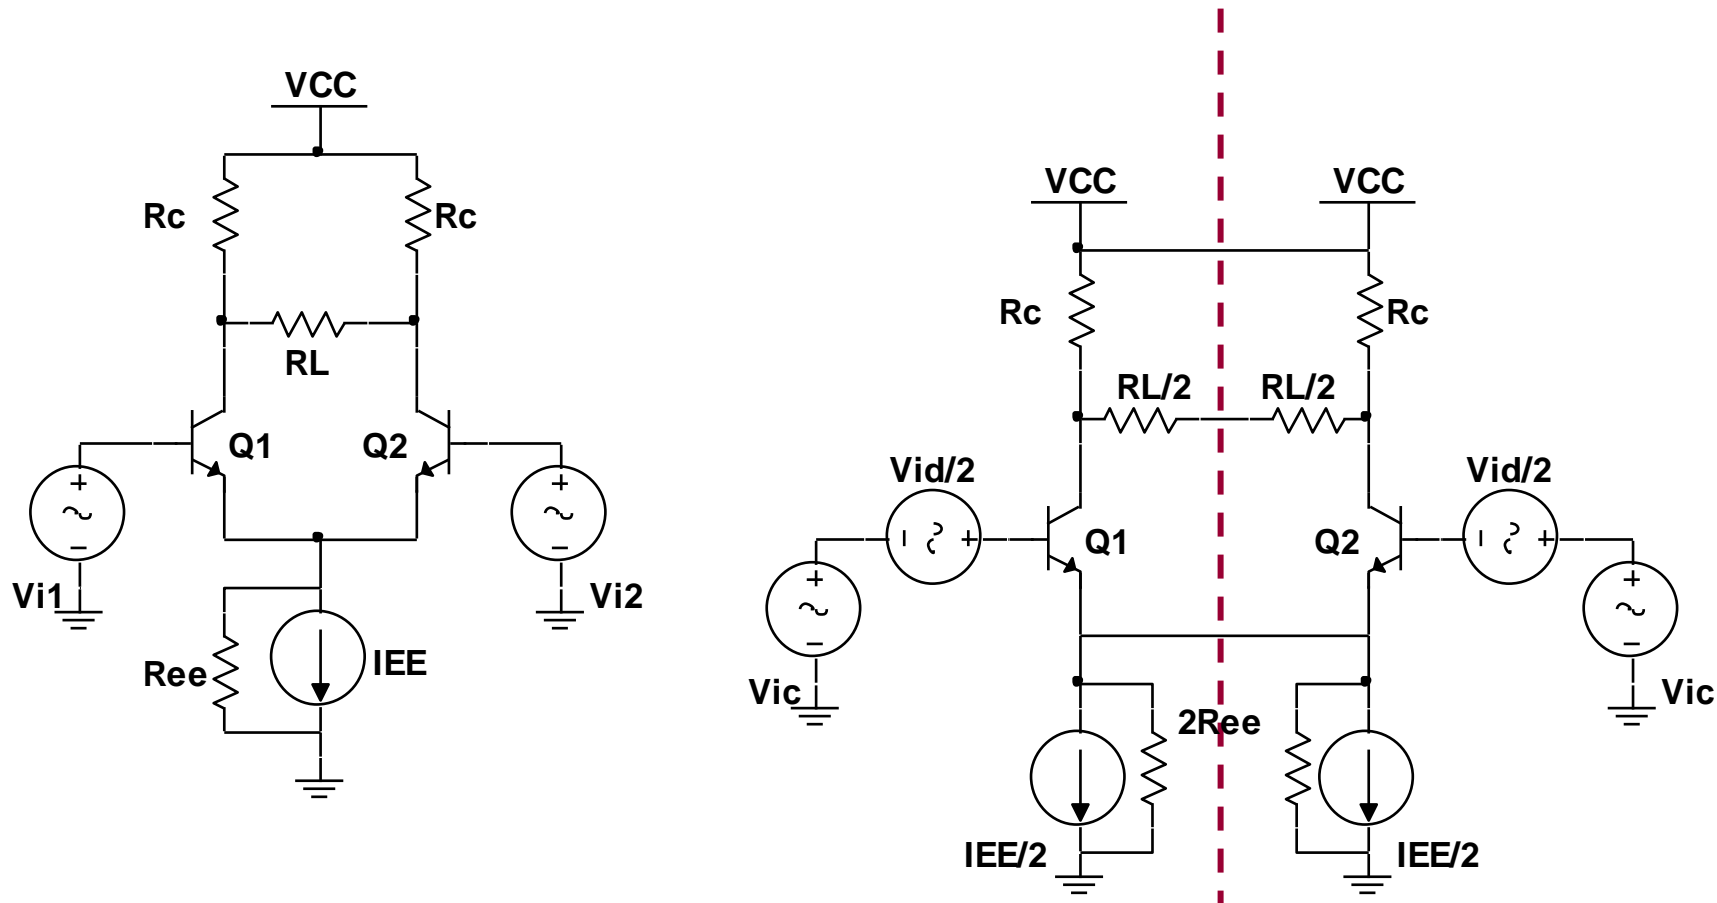 VCC
Rc
Rc
RL
Q1
Q2
Vi1
Vi2
Ree
IEE
VCC
VCC
Rc
Rc
RL/2
RL/2
Vid/2
Vid/2
Q1
Q2
Vic
Vic
2Ree
IEE/2
IEE/2